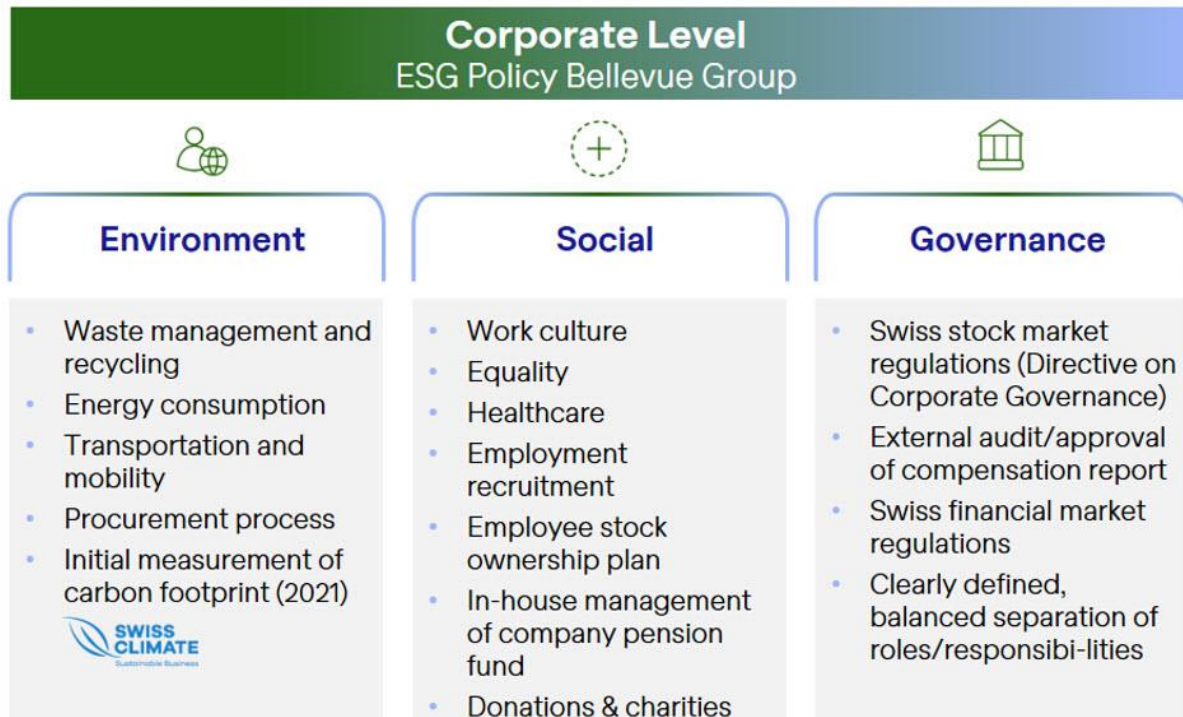 Corporate Level
ESG Policy Bellevue Group
Environment
• Waste management and
recycling
• Energy consumption
• Transportation and
mobility
• Procurement process
• Initial measurement of
carbon footprint (2021)
SWISS
CLIMATE
Sustainable Business
Social
• Work culture
• Equality
• Healthcare
• Employment
recruitment
• Employee stock
ownership plan
• In-house management
of company pension
fund
• Donations & charities
Governance
• Swiss stock market
regulations (Directive on
Corporate Governance)
• External audit/approval
of compensation report
• Swiss financial market
regulations
• Clearly defined,
balanced separation of
roles/responsibi-lities